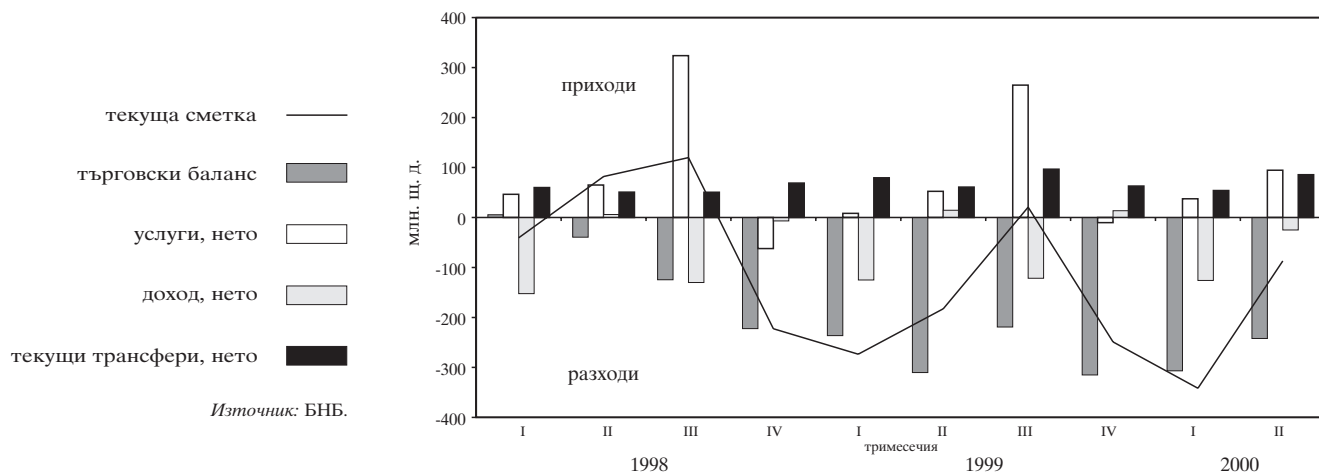 текуща сметка
търговски баланс
услуги, нето
доход, нето
текущи трансфери, нето
Източник: БНБ.
млн. щ. д.
400
300
200
100
0
-100
-200
-300
-400
приходи
разходи
I II III IV I II III IV I II
тримесечия
1998 1999 2000